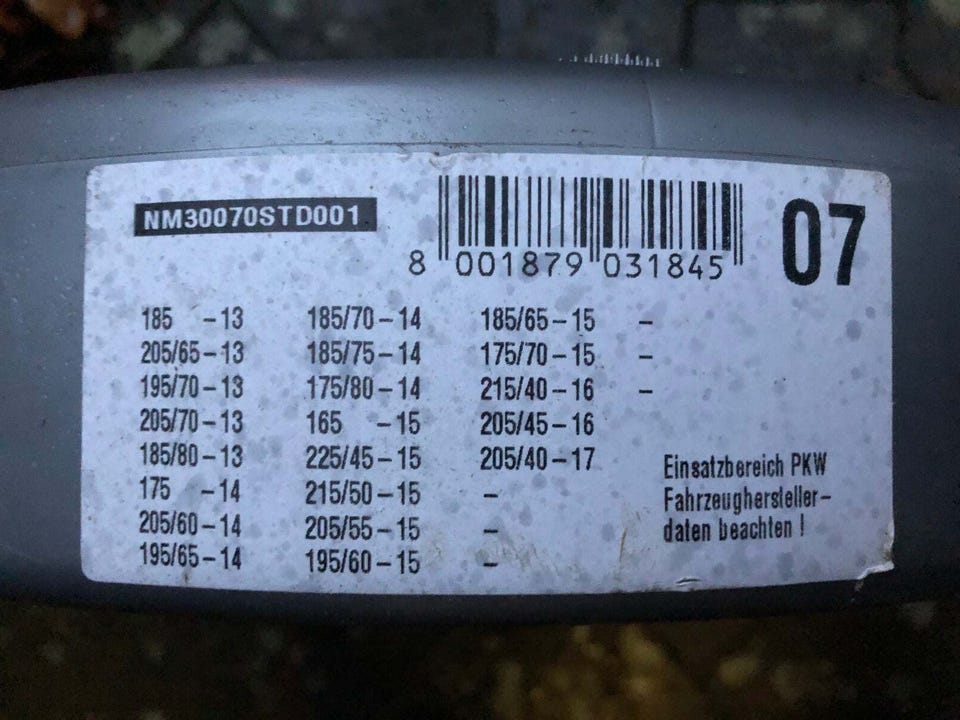 NM30070STD001
8 001879 031845
07
185 -13 185/70-14 185/65-15 -
205/65-13 185/75-14 175/70-15 -
195/70-13 175/80-14 215/40-16 -
205/70-13 165 -15 205/45-16
185/80-13 225/45-15 205/40-17
175 -14 215/50-15 -
205/60-14 205/55-15 -
195/65-14 195/60-15 -
Einsatzbereich PKW
Fahrzeughersteller-
daten beachten !